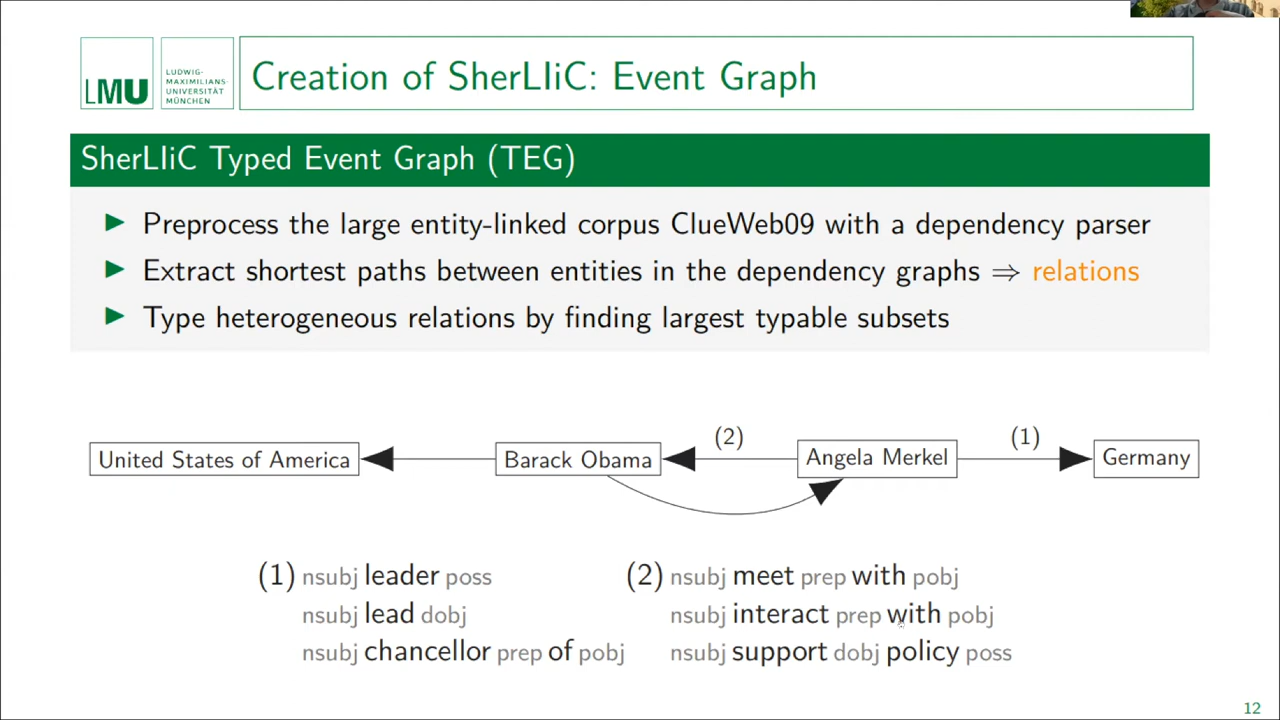 LMU
LUDWIG-
MAXIMILIANS-
UNIVERSITÄT
MÜNCHEN
Creation of SherLIiC: Event Graph
SherLIiC Typed Event Graph (TEG)
Preprocess the large entity-linked corpus ClueWeb09 with a dependency parser
Extract shortest paths between entities in the dependency graphs ⇒ relations
Type heterogeneous relations by finding largest typable subsets
(2) (1)
United States of America Barack Obama Angela Merkel Germany
(1) nsubj leader poss
nsubj lead dobj
nsubj chancellor prep of pobj
(2) nsubj meet prep with pobj
nsubj interact prep with pobj
nsubj support dobj policy poss
12